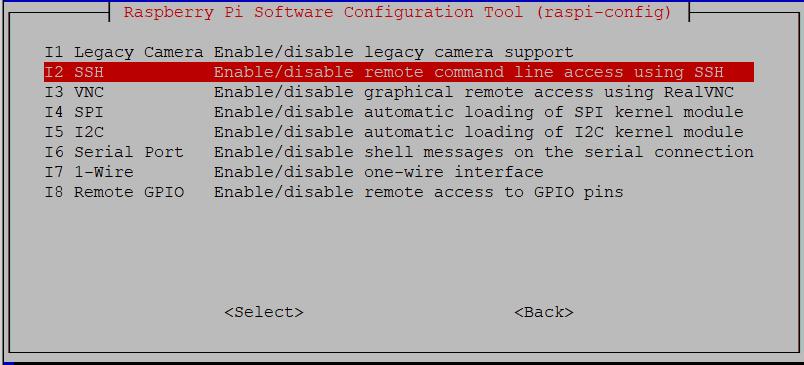 Raspberry Pi Software Configuration Tool (raspi-config)
I1 Legacy Camera Enable/disable legacy camera support
I2 SSH Enable/disable remote command line access using SSH
I3 VNC Enable/disable graphical remote access using RealVNC
I4 SPI Enable/disable automatic loading of SPI kernel module
I5 I2C Enable/disable automatic loading of I2C kernel module
I6 Serial Port Enable/disable shell messages on the serial connection
I7 1-Wire Enable/disable one-wire interface
I8 Remote GPIO Enable/disable remote access to GPIO pins
<Select> <Back>